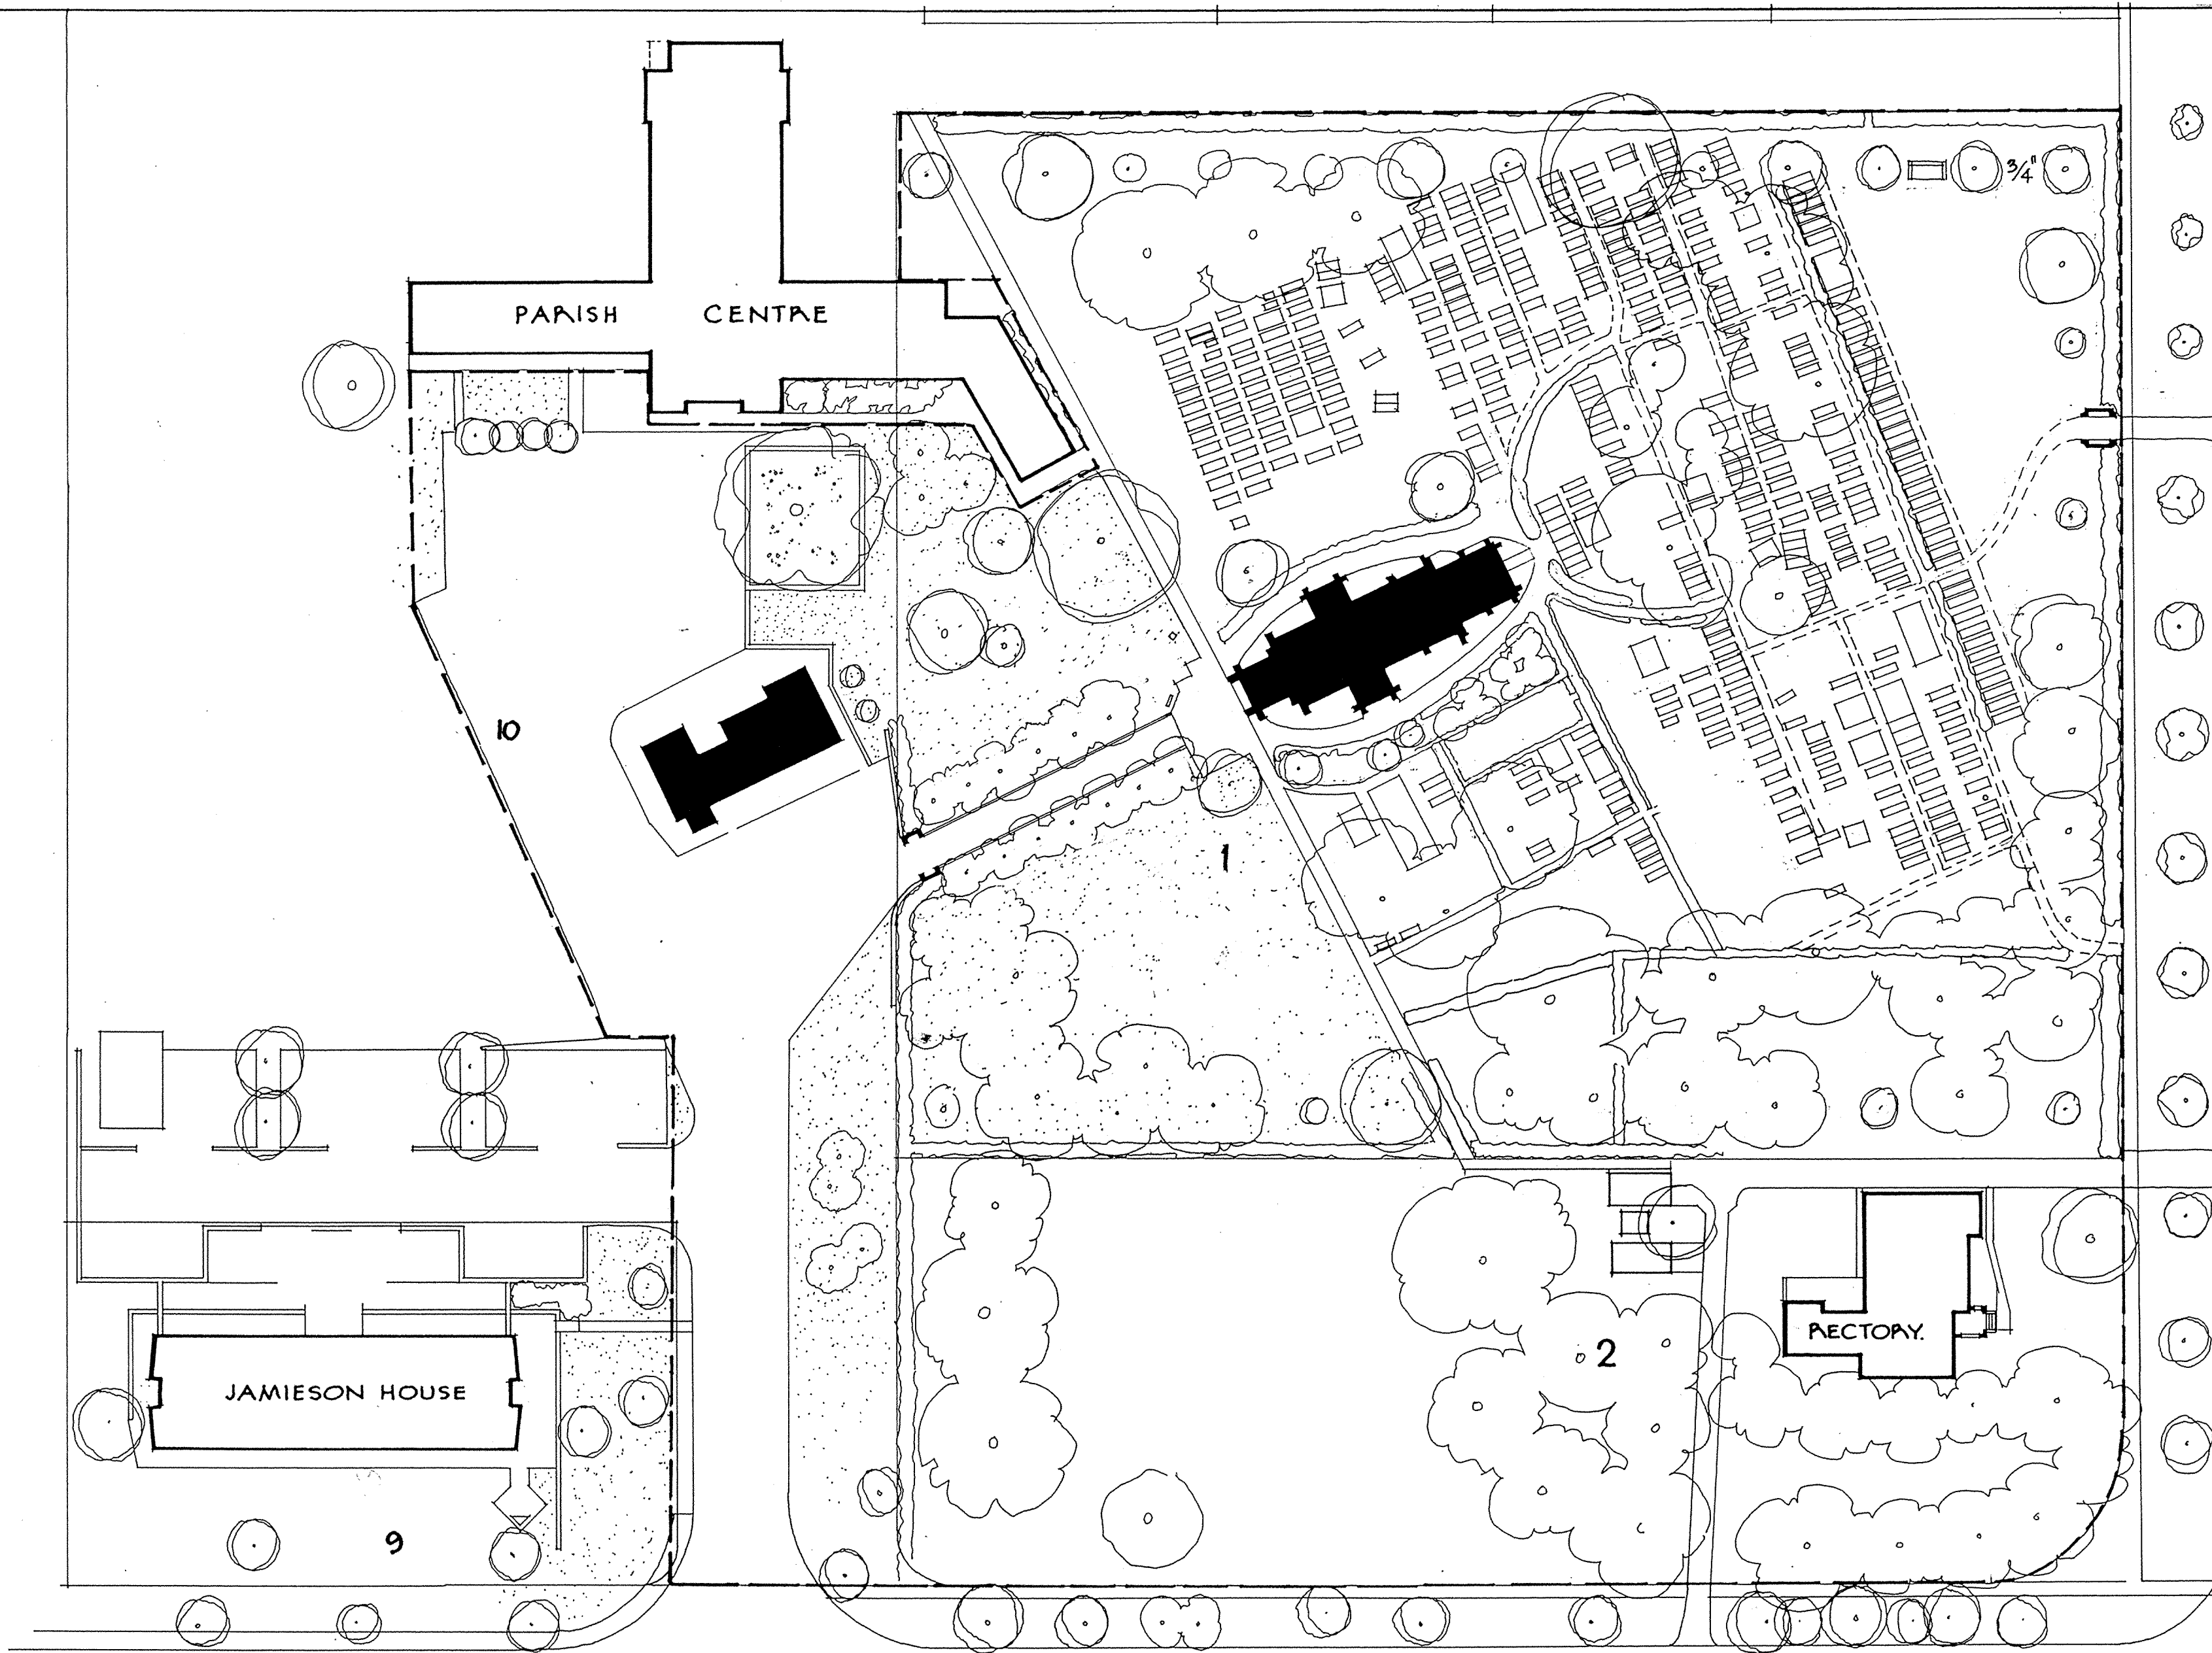 3/4"
PARISH CENTRE
10
1
RECTORY.
2
JAMIESON HOUSE
9